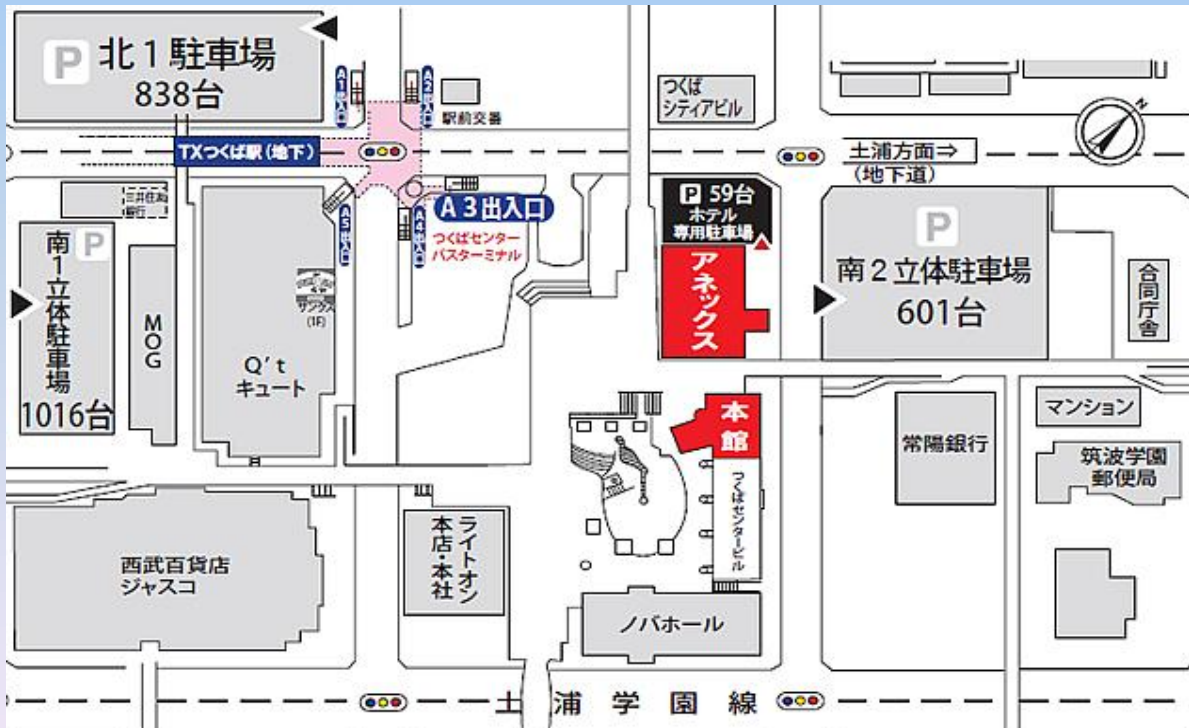 P 北1駐車場
838台
A1出入口
A2出入口
駅前交番
つくば
シティアビル
N
TXつくば駅(地下)
土浦方面⇒
(地下道)
三井住友
銀行
A5出入口
A4出入口
A3出入口
つくばセンター
バスターミナル
P 59台
ホテル
専用駐車場
アネックス
P
南2立体駐車場
601台
合同庁舎
P
南1立体駐車場
1016台
MOG
サンクス
(1F)
Q't
キュート
本館
つくばセンタービル
常陽銀行
マンション
筑波学園
郵便局
西武百貨店
ジャスコ
ライトオン
本店・本社
ノバホール
土浦学園線